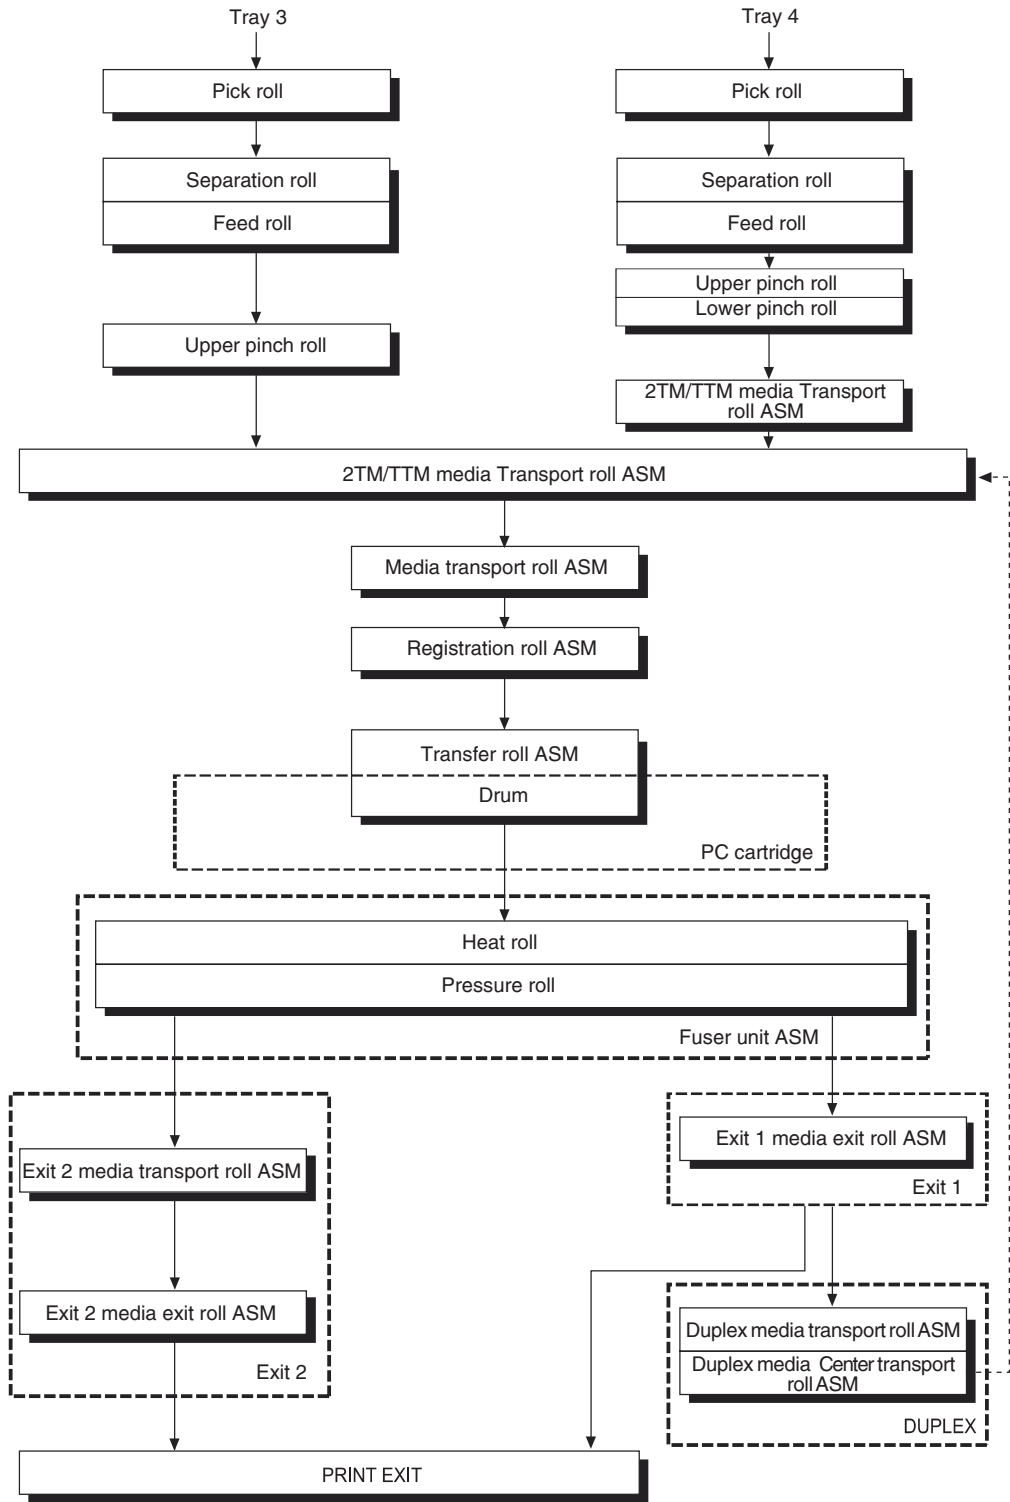 Tray 3
Tray 4
Pick roll
Pick roll
Separation roll
Separation roll
Feed roll
Feed roll
Upper pinch roll
Lower pinch roll
Upper pinch roll
2TM/TTM media Transport
roll ASM
2TM/TTM media Transport roll ASM
Media transport roll ASM
Registration roll ASM
Transfer roll ASM
Drum
PC cartridge
Heat roll
Pressure roll
Fuser unit ASM
Exit 1 media exit roll ASM
Exit 1
Exit 2 media transport roll ASM
Exit 2 media exit roll ASM
Exit 2
Duplex media transport roll ASM
Duplex media Center transport
roll ASM
DUPLEX
PRINT EXIT